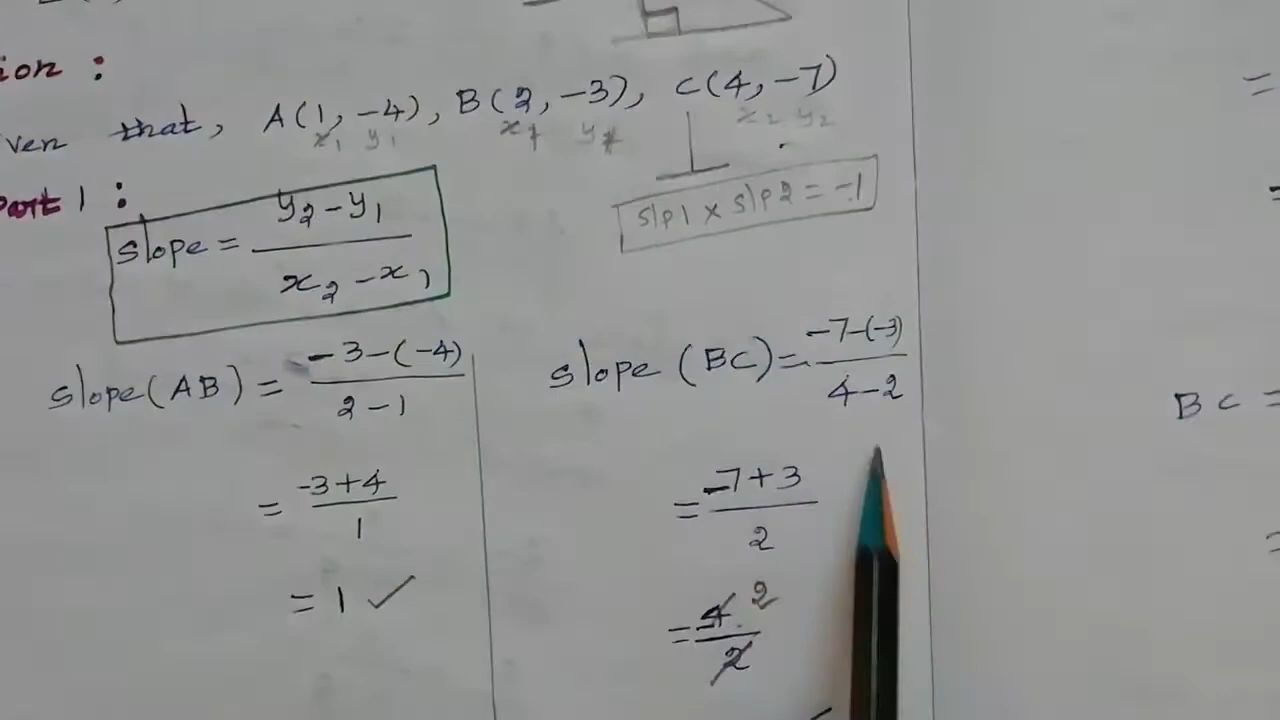 ion :
ven that, A(1, -4), B(2, -3), C(4, -7)
x₁ y₁ x₂ y₂
part 1 :
slope = y₂ - y₁ / x₂ - x₁
slp1 x slp2 = -1
slope(AB) = -3-(-4) / 2-1
= -3+4 / 1
= 1 ✓
slope (BC) = -7-(-3) / 4-2
= -7+3 / 2
= -4 2 / 2
=
=
BC =
=